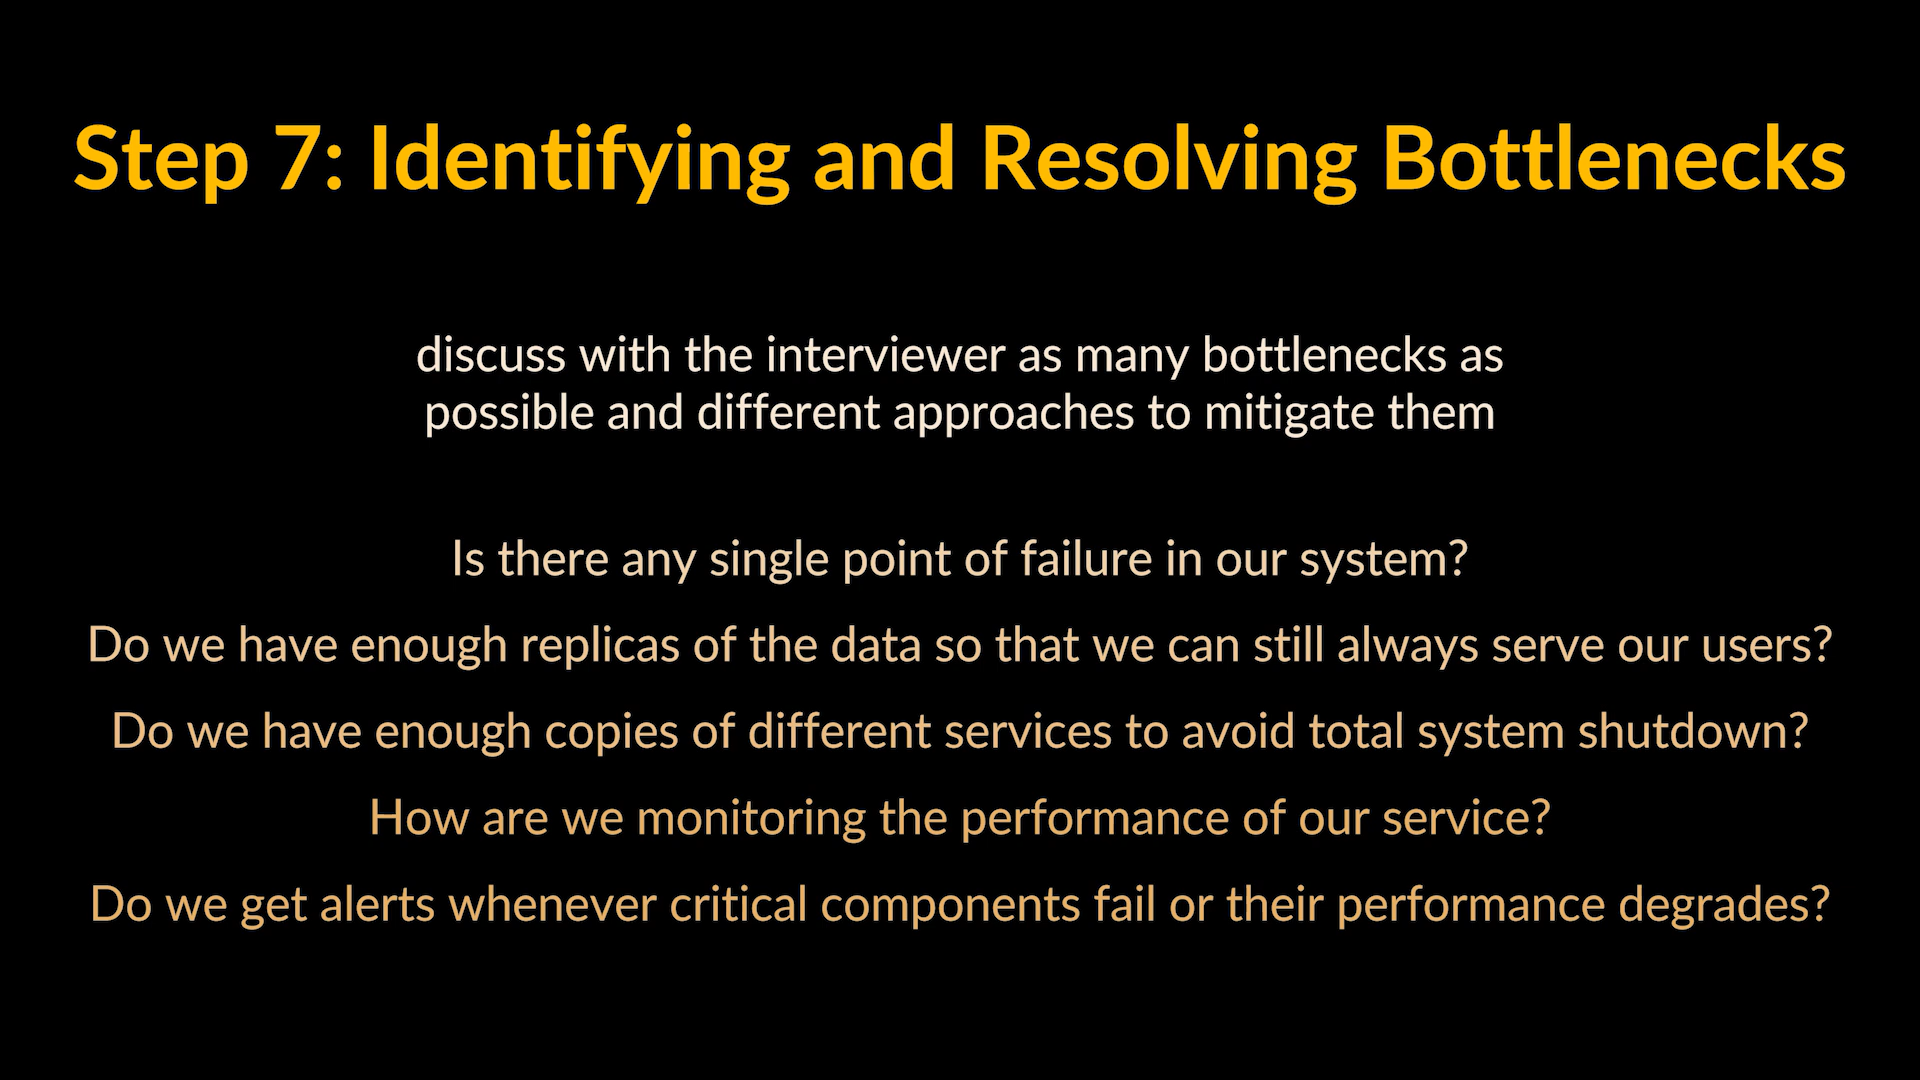 Step 7: Identifying and Resolving Bottlenecks
discuss with the interviewer as many bottlenecks as
possible and different approaches to mitigate them
Is there any single point of failure in our system?
Do we have enough replicas of the data so that we can still always serve our users?
Do we have enough copies of different services to avoid total system shutdown?
How are we monitoring the performance of our service?
Do we get alerts whenever critical components fail or their performance degrades?